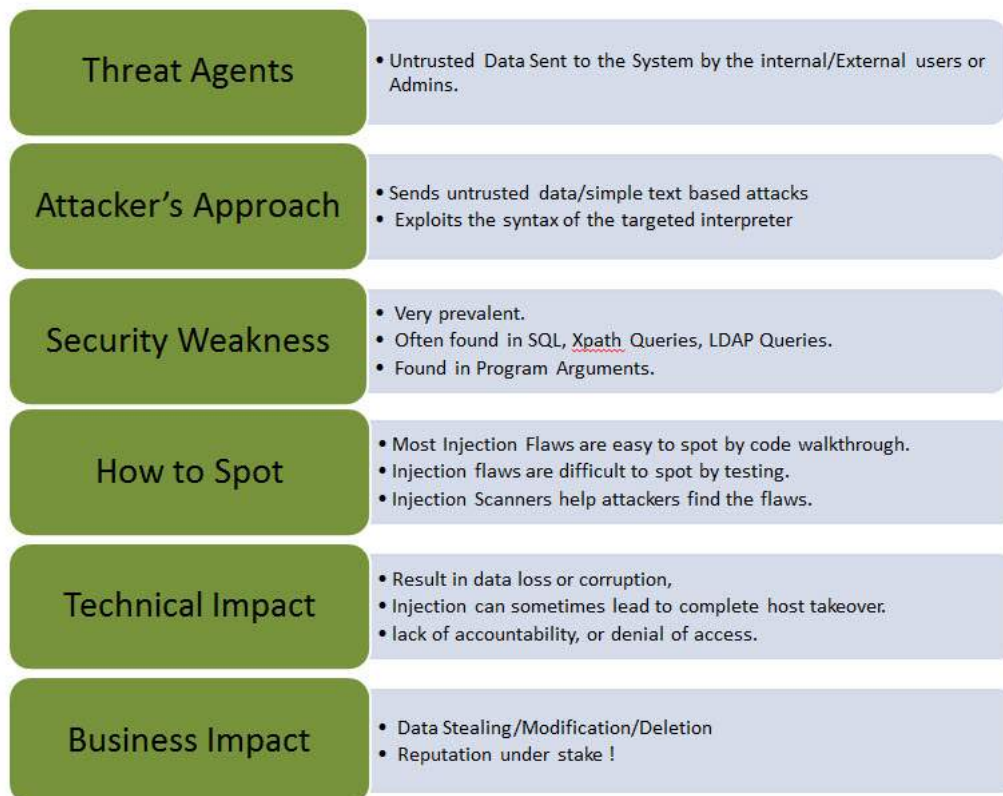 Threat Agents
• Untrusted Data Sent to the System by the internal/External users or
Admins.
Attacker's Approach
• Sends untrusted data/simple text based attacks
• Exploits the syntax of the targeted interpreter
Security Weakness
• Very prevalent.
• Often found in SQL, Xpath Queries, LDAP Queries.
• Found in Program Arguments.
How to Spot
• Most Injection Flaws are easy to spot by code walkthrough.
• Injection flaws are difficult to spot by testing.
• Injection Scanners help attackers find the flaws.
Technical Impact
• Result in data loss or corruption,
• Injection can sometimes lead to complete host takeover.
• lack of accountability, or denial of access.
Business Impact
• Data Stealing/Modification/Deletion
• Reputation under stake !